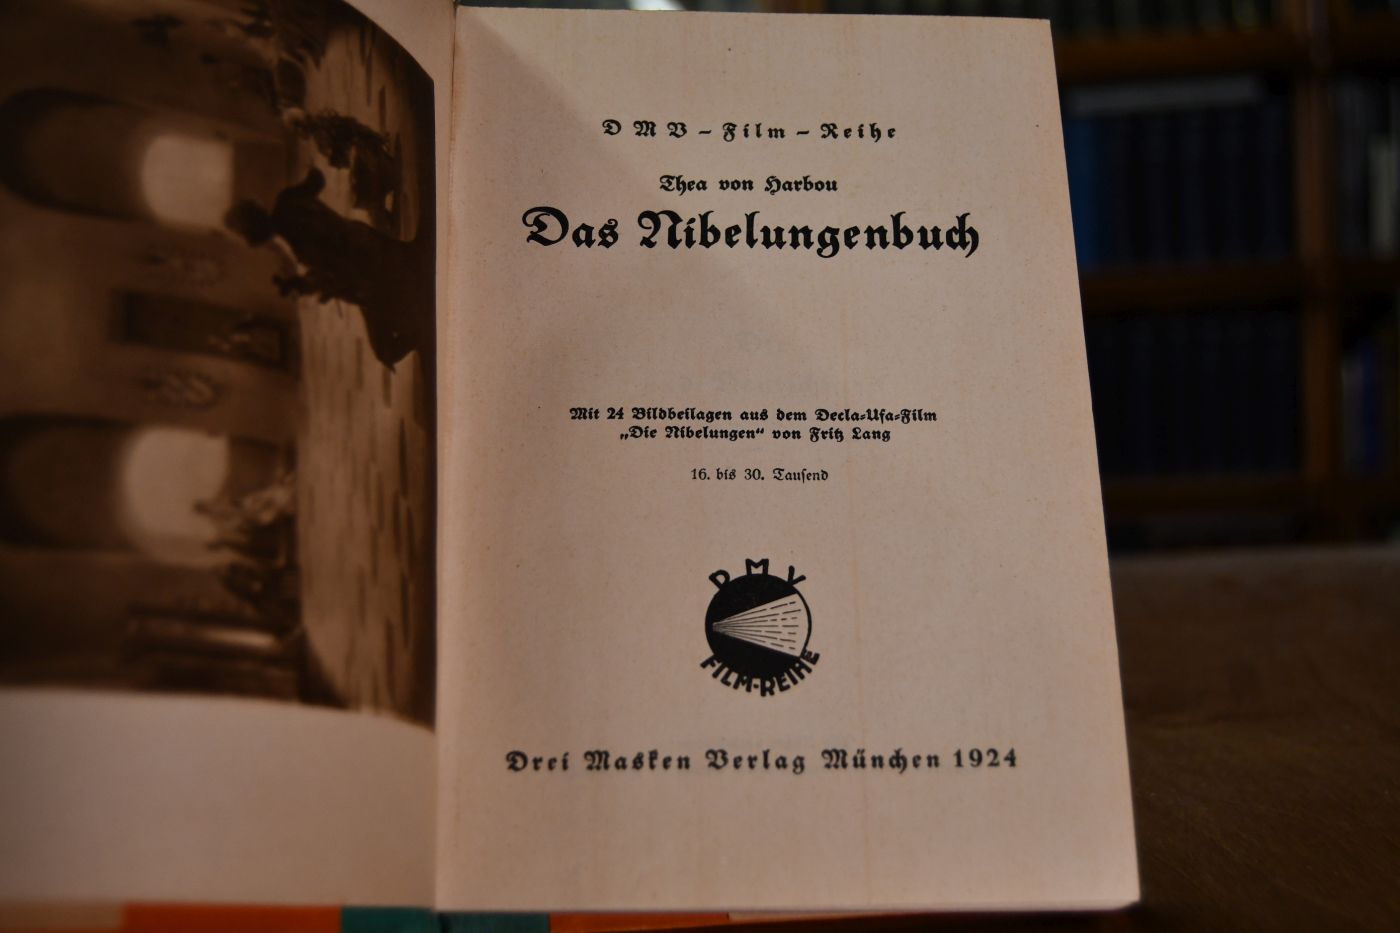 DMV-Film-Reihe
Thea von Harbou
Das Nibelungenbuch
Mit 24 Bildbeilagen aus dem Decla-Ufa-Film
„Die Nibelungen“ von Fritz Lang
16. bis 30. Tauſend
DMV
FILM-REIHE
Drei Masken Verlag München 1924